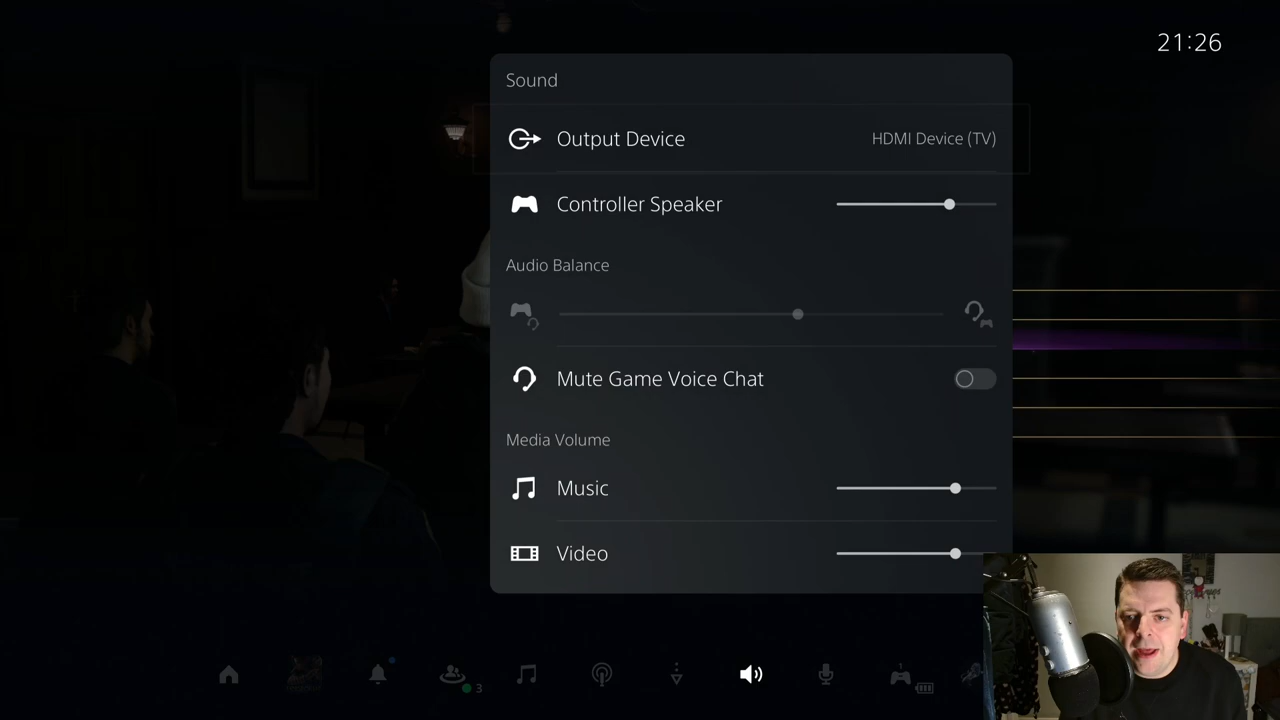 21:26
Sound
Output Device
HDMI Device (TV)
Controller Speaker
Audio Balance
Mute Game Voice Chat
Media Volume
Music
Video
3